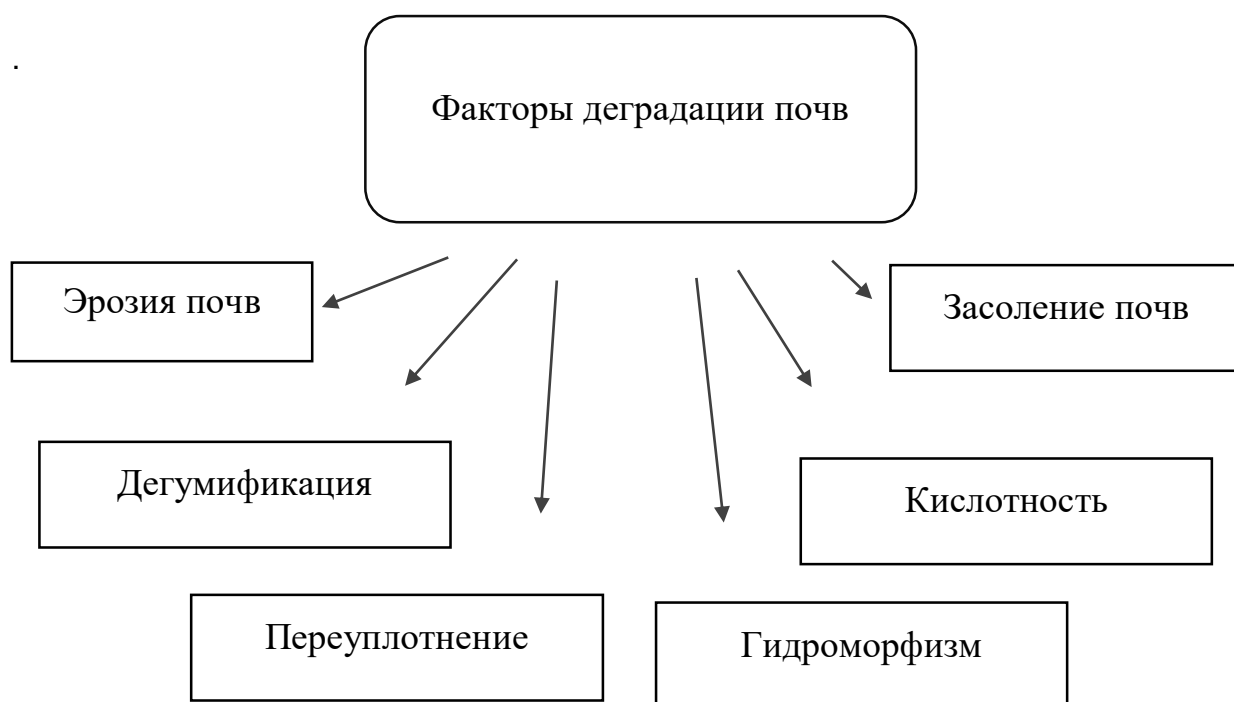 .
Факторы деградации почв
Эрозия почв
Засоление почв
Дегумификация
Кислотность
Переуплотнение
Гидроморфизм